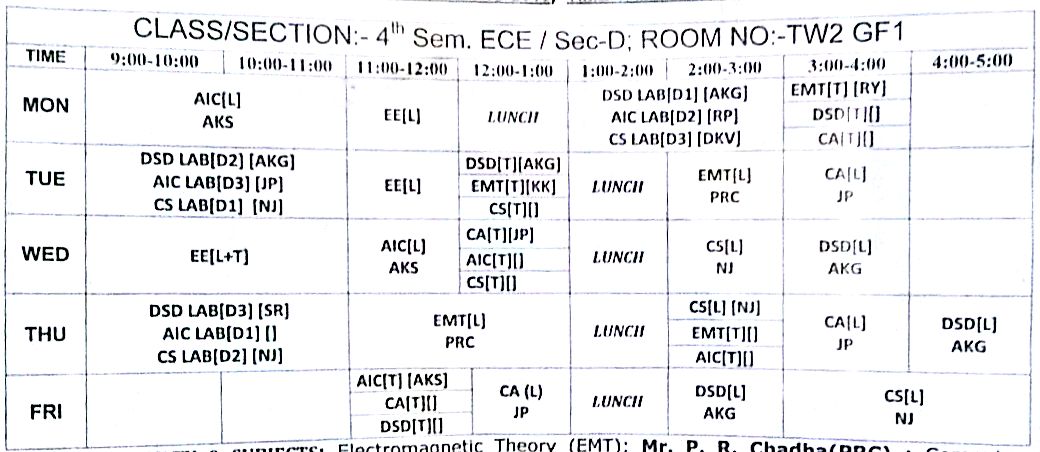 CLASS/SECTION:- 4th Sem. ECE / Sec-D; ROOM NO:-TW2 GF1
TIME 9:00-10:00 10:00-11:00 11:00-12:00 12:00-1:00 1:00-2:00 2:00-3:00 3:00-4:00 4:00-5:00
MON
AIC[L]
AKS
EE[L]
LUNCH
DSD LAB[D1] [AKG]
AIC LAB[D2] [RP]
CS LAB[D3] [DKV]
EMT[T] [RY]
DSD[T][]
CA[T][]
TUE
DSD LAB[D2] [AKG]
AIC LAB[D3] [JP]
CS LAB[D1] [NJ]
EE[L]
DSD[T][AKG]
EMT[T][KK]
CS[T][]
LUNCH
EMT[L]
PRC
CA[L]
JP
WED
EE[L+T]
AIC[L]
AKS
CA[T][JP]
AIC[T][]
CS[T][]
LUNCH
CS[L]
NJ
DSD[L]
AKG
THU
DSD LAB[D3] [SR]
AIC LAB[D1] []
CS LAB[D2] [NJ]
EMT[L]
PRC
LUNCH
CS[L] [NJ]
EMT[T][]
AIC[T][]
CA[L]
JP
DSD[L]
AKG
FRI
AIC[T] [AKS]
CA[T][]
DSD[T][]
CA (L)
JP
LUNCH
DSD[L]
AKG
CS[L]
NJ
SUBJECTS: Electromagnetic Theory (EMT): Mr. P. R. Chadha(PRC)